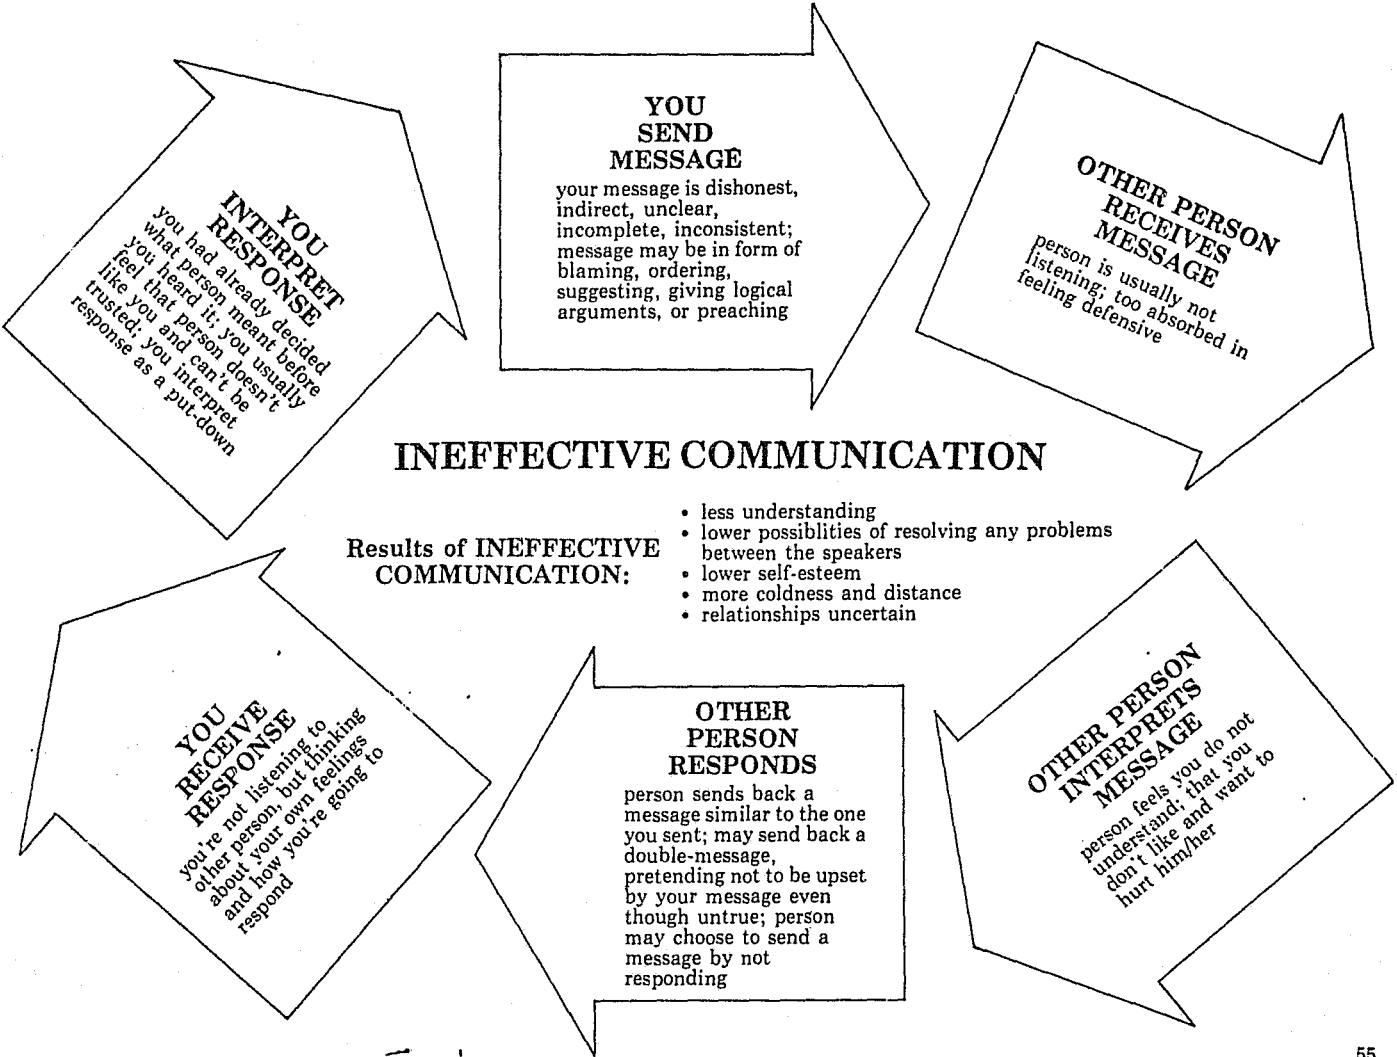 YOU
SEND
MESSAGE
your message is dishonest,
indirect, unclear,
incomplete, inconsistent;
message may be in form of
blaming, ordering,
suggesting, giving logical
arguments, or preaching
OTHER PERSON
RECEIVES
MESSAGE
person is usually not
listening; too absorbed in
feeling defensive
OTHER PERSON
INTERPRETS
MESSAGE
person feels you do not
understand; that you
don't like and want to
hurt him/her
OTHER
PERSON
RESPONDS
person sends back a
message similar to the one
you sent; may send back a
double-message,
pretending not to be upset
by your message even
though untrue; person
may choose to send a
message by not
responding
YOU
RECEIVE
RESPONSE
you're not listening to
other person, but thinking
about your own feelings
and how you're going to
respond
YOU
INTERPRET
RESPONSE
you had already decided
what person meant before
you heard it; you usually
feel that person doesn't
like you and can't be
trusted; you interpret
response as a put-down
INEFFECTIVE COMMUNICATION
Results of INEFFECTIVE
COMMUNICATION:
• less understanding
• lower possiblities of resolving any problems
between the speakers
• lower self-esteem
• more coldness and distance
• relationships uncertain
55